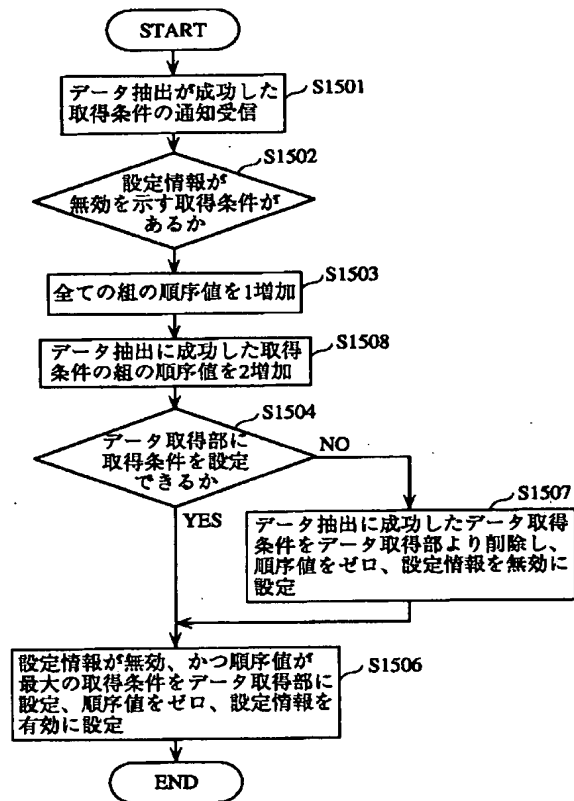 START
データ抽出が成功した
取得条件の通知受信
S1501
S1502
設定情報が
無効を示す取得条件が
あるか
S1503
全ての組の順序値を1増加
S1508
データ抽出に成功した取得
条件の組の順序値を2増加
S1504
データ取得部に
取得条件を設定
できるか
NO
YES
S1507
データ抽出に成功したデータ取得
条件をデータ取得部より削除し、
順序値をゼロ、設定情報を無効に
設定
設定情報が無効、かつ順序値が
最大の取得条件をデータ取得部に
設定、順序値をゼロ、設定情報を
有効に設定
S1506
END